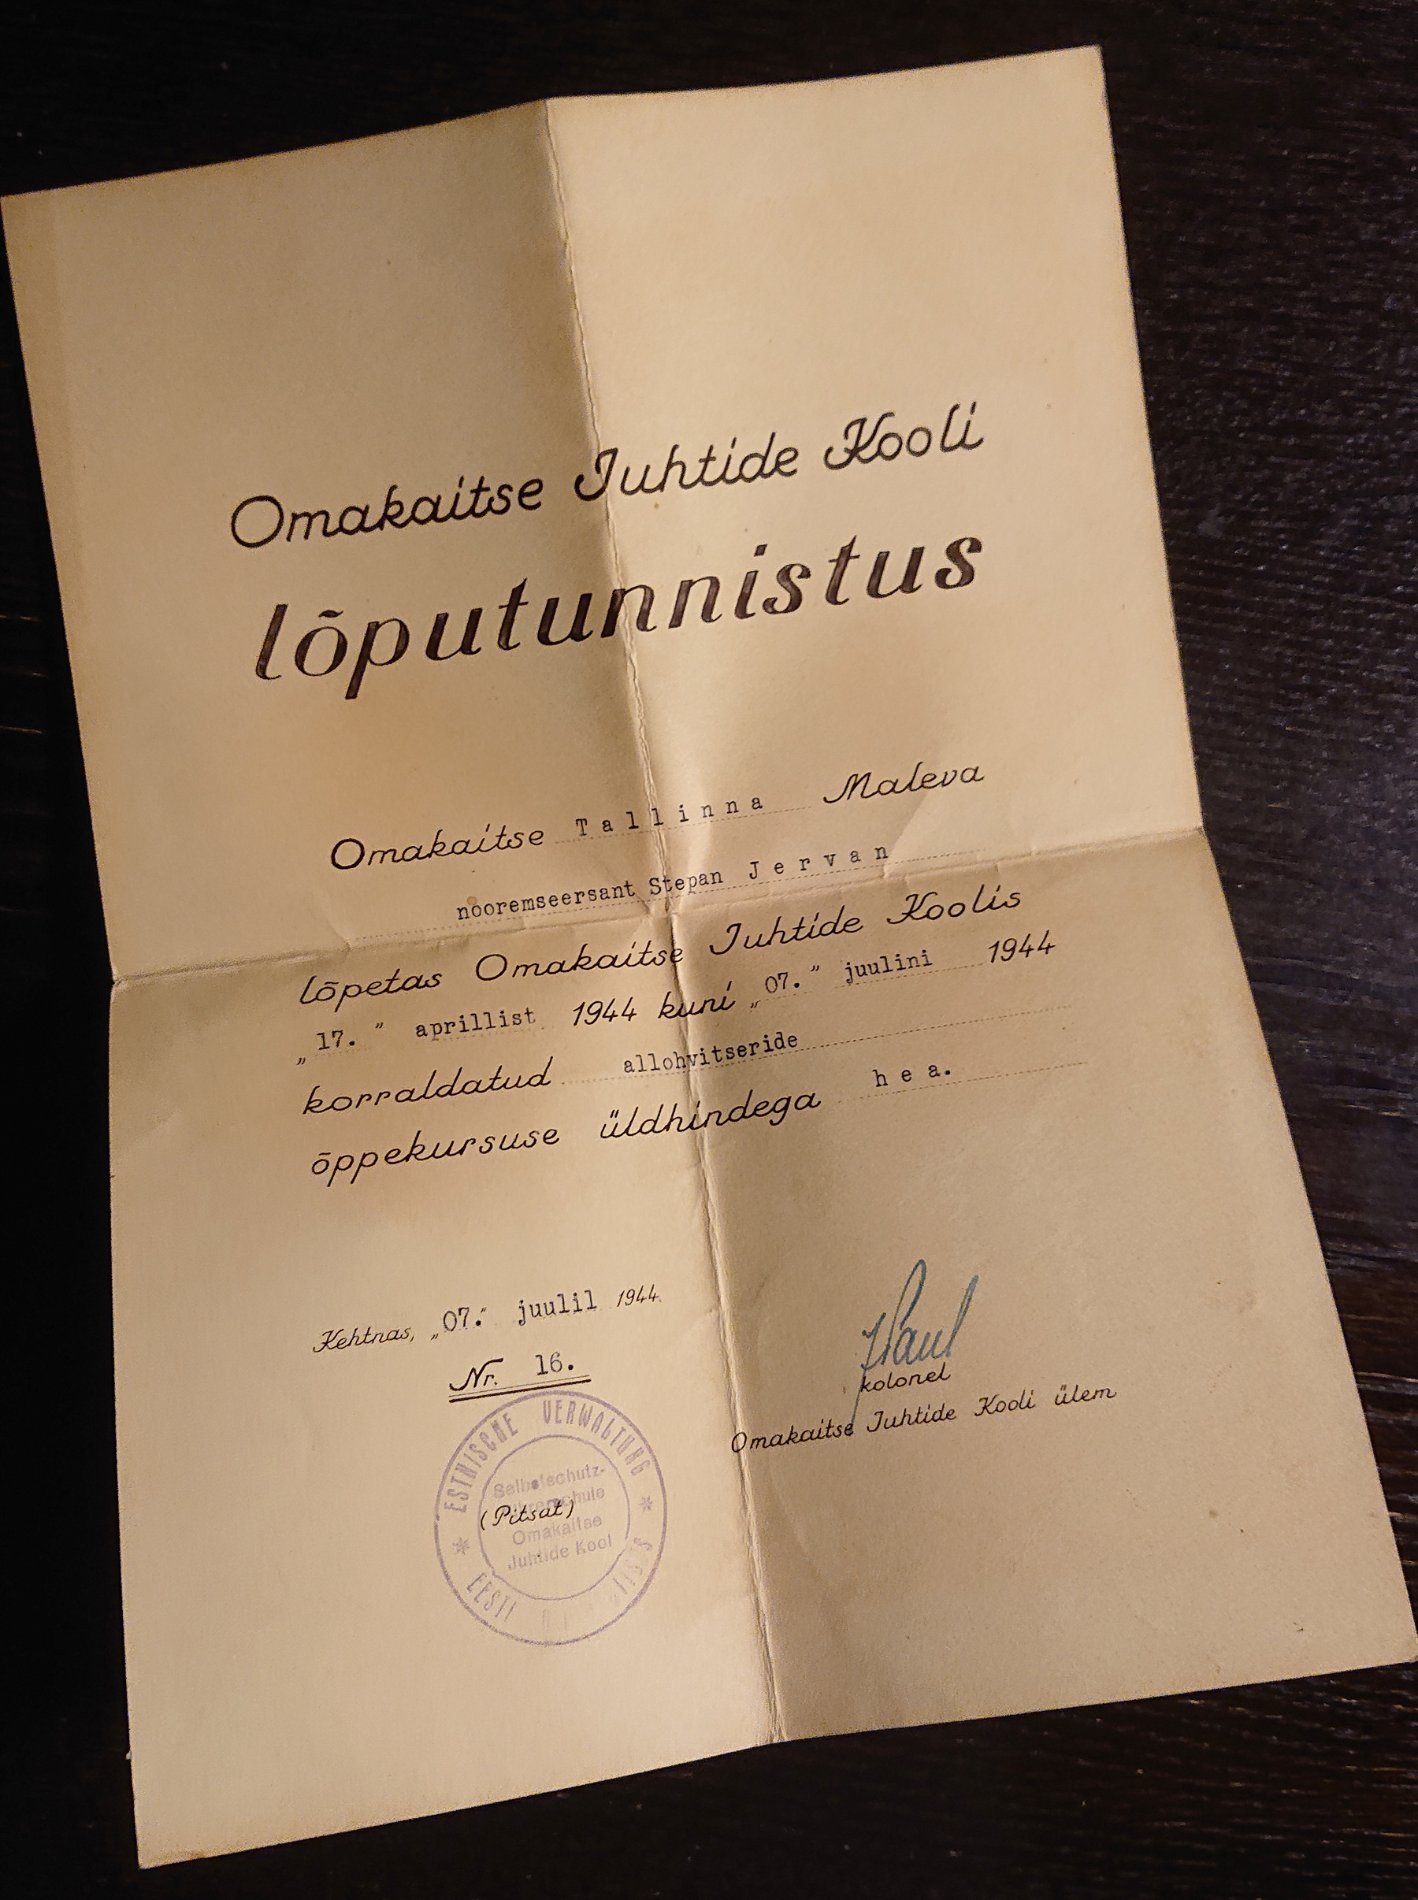 Omakaitse Juhtide Kooli
lõputunnistus
Omakaitse Tallinna Maleva
nooremseersant Stepan Jervan
lõpetas Omakaitse Juhtide Koolis
„17.” aprillist 1944 kuni „07.” juulini 1944
korraldatud allohvitseride
õppekursuse üldhindega hea.
Kehtnas, „07.” juulil 1944
Nr. 16.
kolonel
Omakaitse Juhtide Kooli ülem
ESTNISCHE VERWALTUNG
Selbstschutz-
(Pitsat)
Omakaitse
Juhtide Kool
EESTI